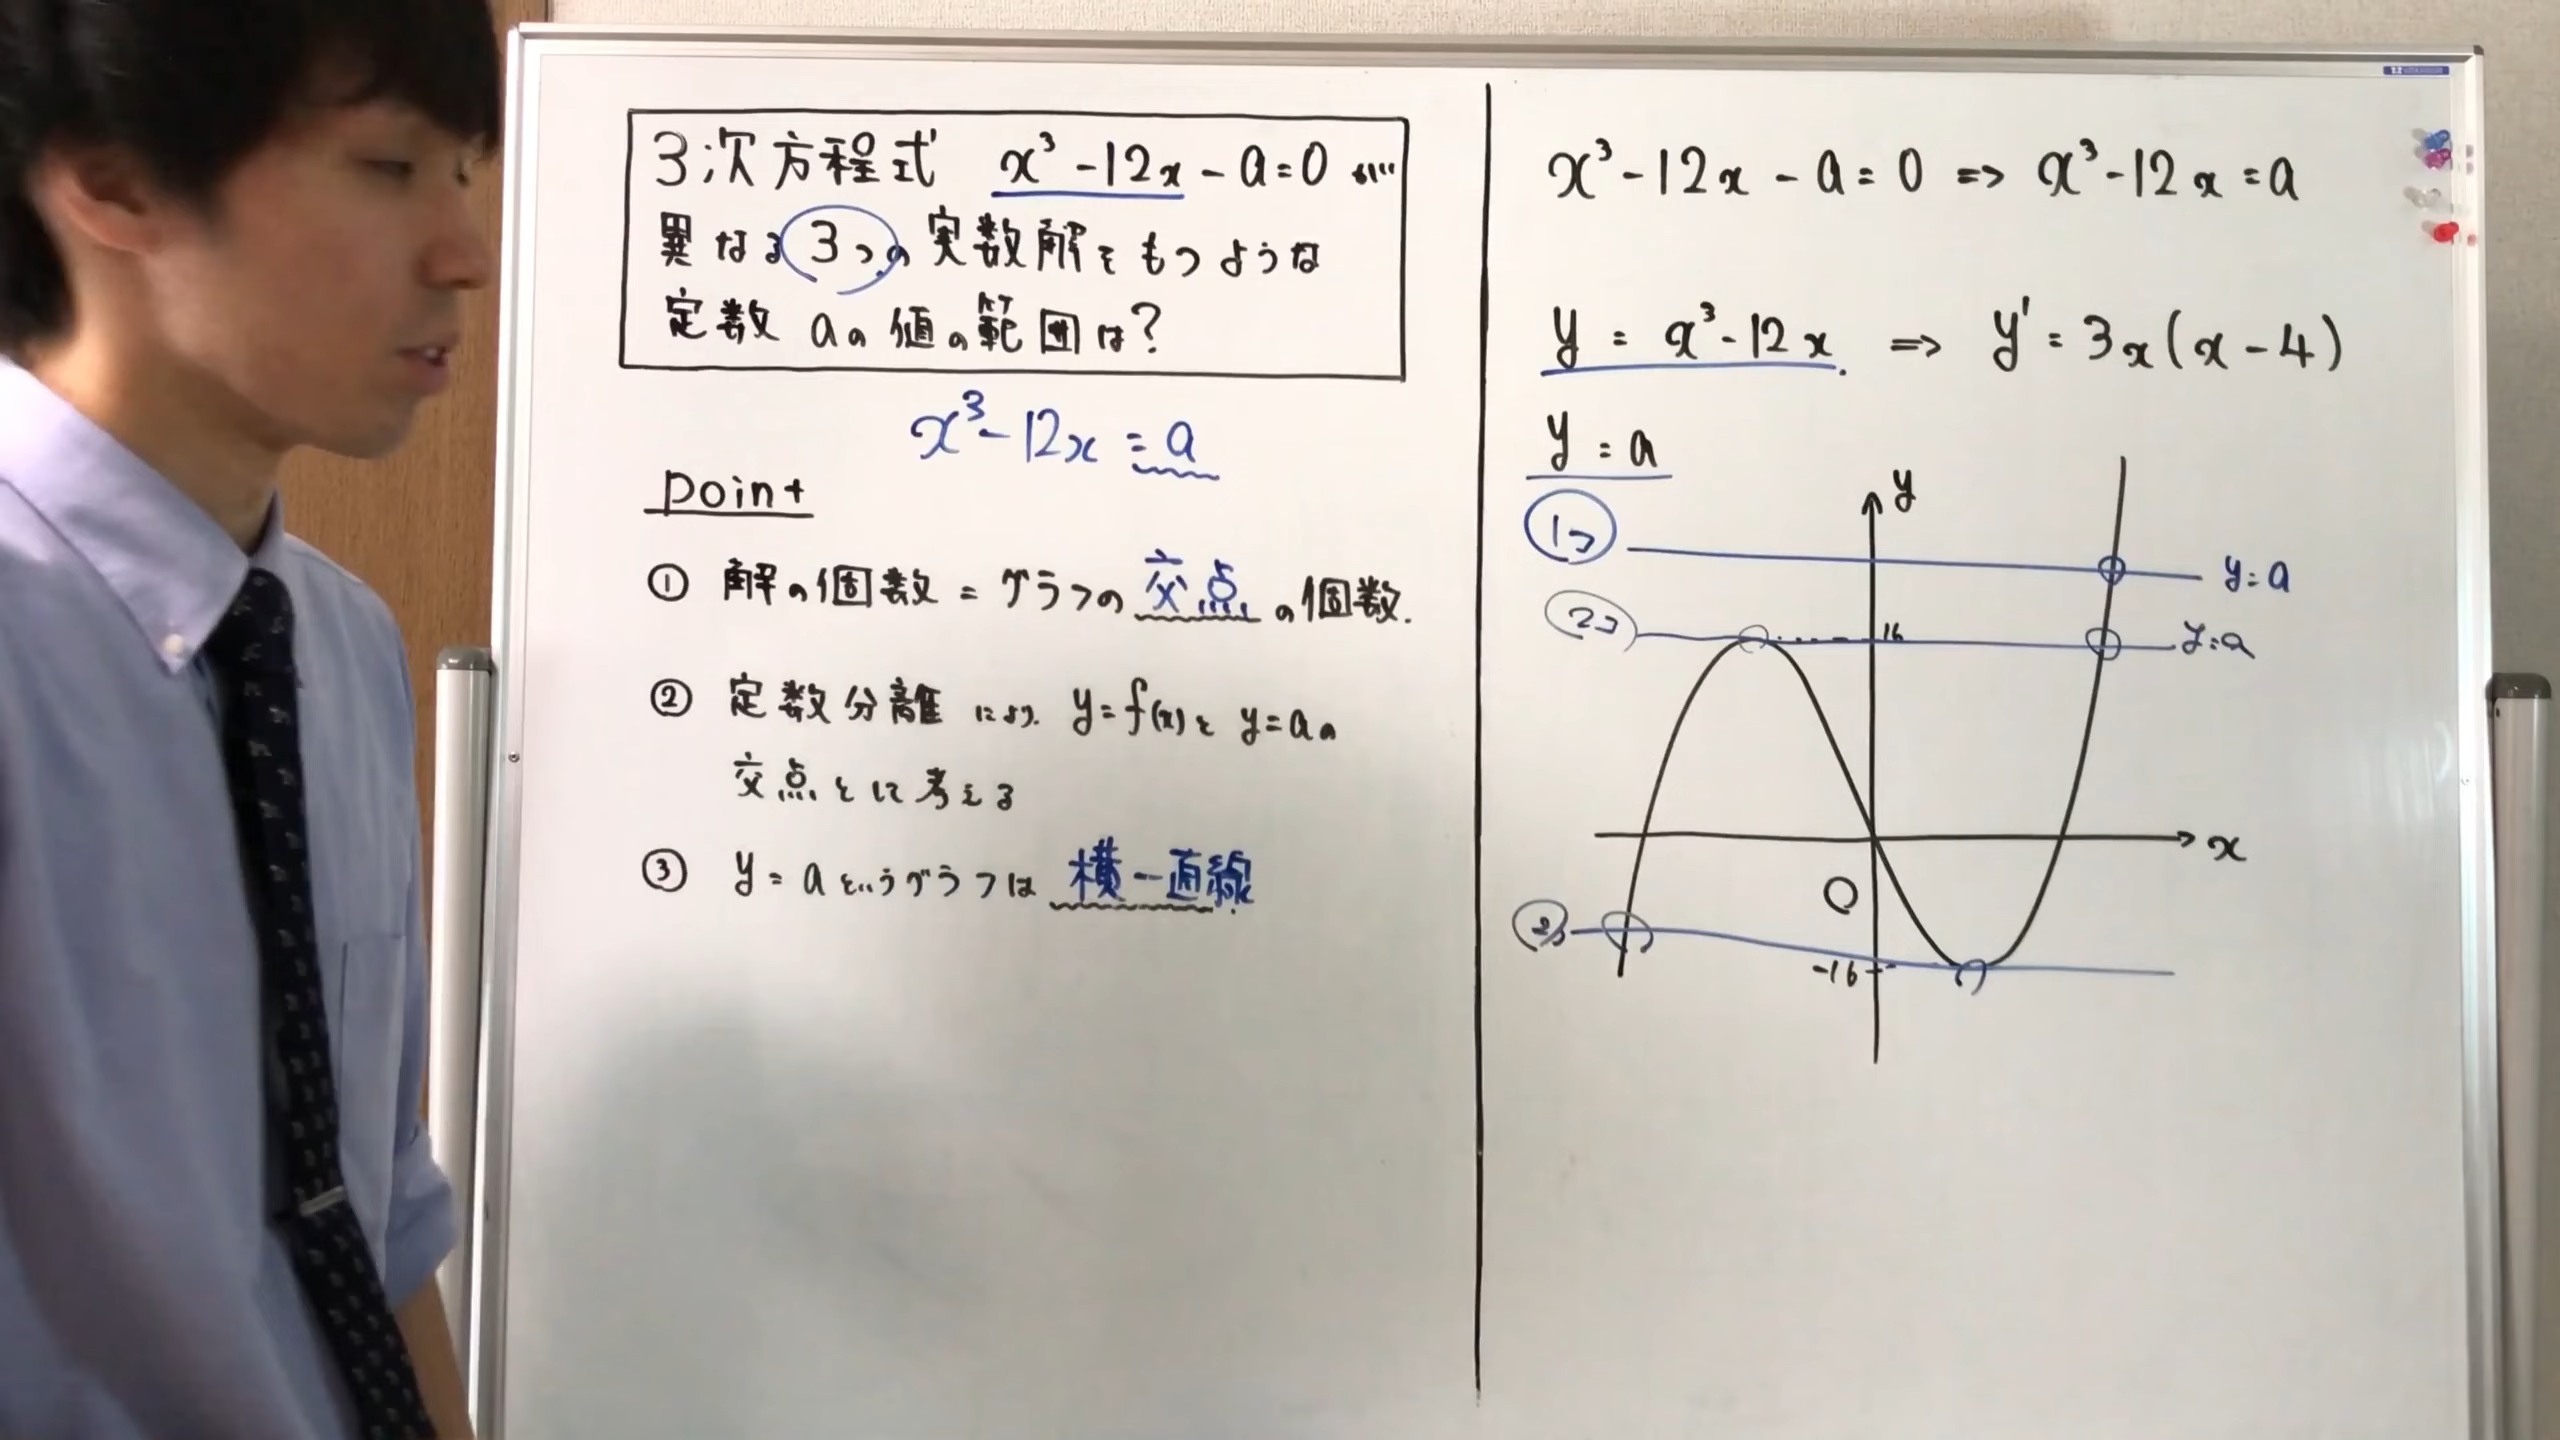 3次方程式 x³-12x-a=0 が
異なる3つの実数解をもつような
定数aの値の範囲は?
x³-12x=a
point
① 解の個数=グラフの交点の個数.
② 定数分離により y=f(x)と y=aの
交点とに考える
③ y=aというグラフは 横一直線
x³-12x-a=0 ⇒ x³-12x=a
y=x³-12x ⇒ y'=3x(x-4)
y=a
y
1つ
y=a
2つ
16
y=a
x
O
2つ
-16